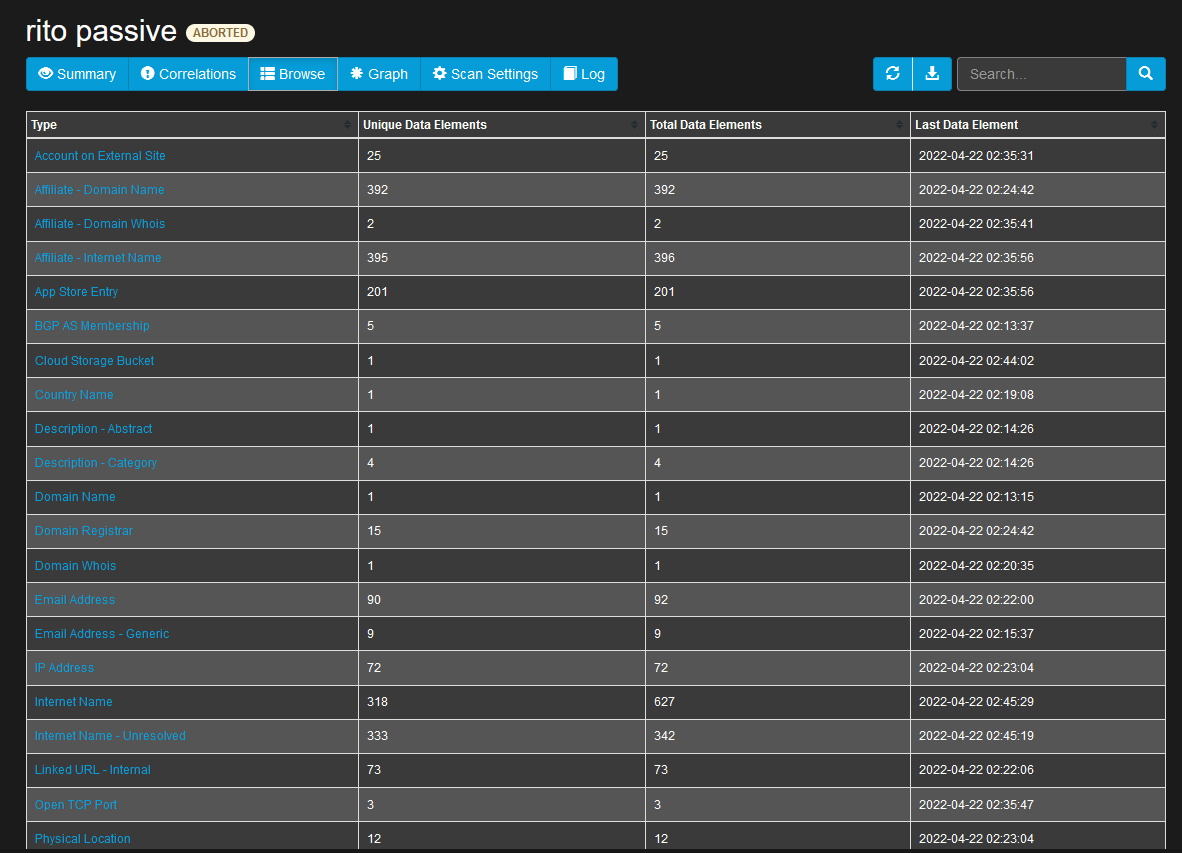 rito passive ABORTED
Summary Correlations Browse Graph Scan Settings Log Search...
Type Unique Data Elements Total Data Elements Last Data Element
Account on External Site 25 25 2022-04-22 02:35:31
Affiliate - Domain Name 392 392 2022-04-22 02:24:42
Affiliate - Domain Whois 2 2 2022-04-22 02:35:41
Affiliate - Internet Name 395 396 2022-04-22 02:35:56
App Store Entry 201 201 2022-04-22 02:35:56
BGP AS Membership 5 5 2022-04-22 02:13:37
Cloud Storage Bucket 1 1 2022-04-22 02:44:02
Country Name 1 1 2022-04-22 02:19:08
Description - Abstract 1 1 2022-04-22 02:14:26
Description - Category 4 4 2022-04-22 02:14:26
Domain Name 1 1 2022-04-22 02:13:15
Domain Registrar 15 15 2022-04-22 02:24:42
Domain Whois 1 1 2022-04-22 02:20:35
Email Address 90 92 2022-04-22 02:22:00
Email Address - Generic 9 9 2022-04-22 02:15:37
IP Address 72 72 2022-04-22 02:23:04
Internet Name 318 627 2022-04-22 02:45:29
Internet Name - Unresolved 333 342 2022-04-22 02:45:19
Linked URL - Internal 73 73 2022-04-22 02:22:06
Open TCP Port 3 3 2022-04-22 02:35:47
Physical Location 12 12 2022-04-22 02:23:04